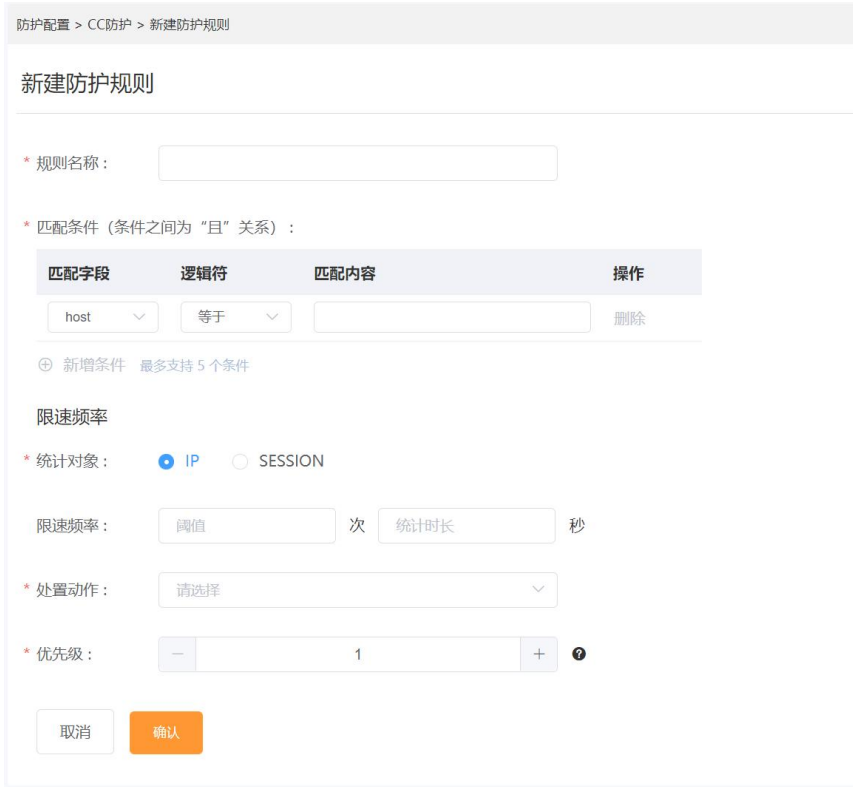 防护配置 > CC防护 > 新建防护规则
新建防护规则
* 规则名称：
* 匹配条件（条件之间为“且”关系）：
匹配字段 逻辑符 匹配内容 操作
host 等于 删除
新增条件 最多支持 5 个条件
限速频率
* 统计对象： IP SESSION
限速频率： 阈值 次 统计时长 秒
* 处置动作： 请选择
* 优先级： － 1 + ?
取消 确认